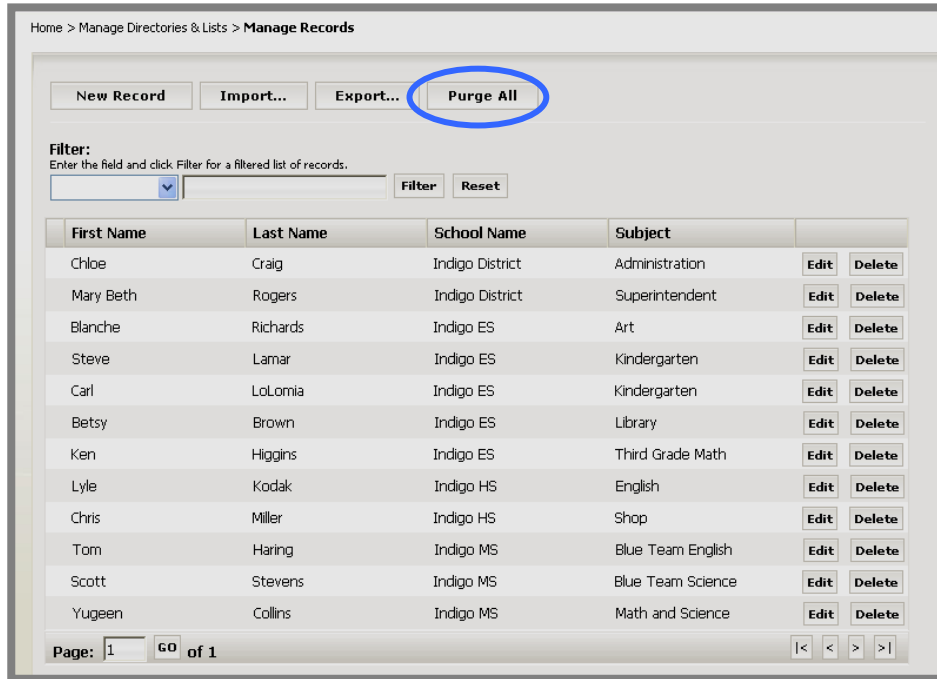 Home > Manage Directories & Lists > Manage Records
New Record Import... Export... Purge All
Filter:
Enter the field and click Filter for a filtered list of records.
Filter Reset
First Name Last Name School Name Subject
Chloe Craig Indigo District Administration Edit Delete
Mary Beth Rogers Indigo District Superintendent Edit Delete
Blanche Richards Indigo ES Art Edit Delete
Steve Lamar Indigo ES Kindergarten Edit Delete
Carl LoLomia Indigo ES Kindergarten Edit Delete
Betsy Brown Indigo ES Library Edit Delete
Ken Higgins Indigo ES Third Grade Math Edit Delete
Lyle Kodak Indigo HS English Edit Delete
Chris Miller Indigo HS Shop Edit Delete
Tom Haring Indigo MS Blue Team English Edit Delete
Scott Stevens Indigo MS Blue Team Science Edit Delete
Yugeen Collins Indigo MS Math and Science Edit Delete
Page: 1 GO of 1 |< < > >|